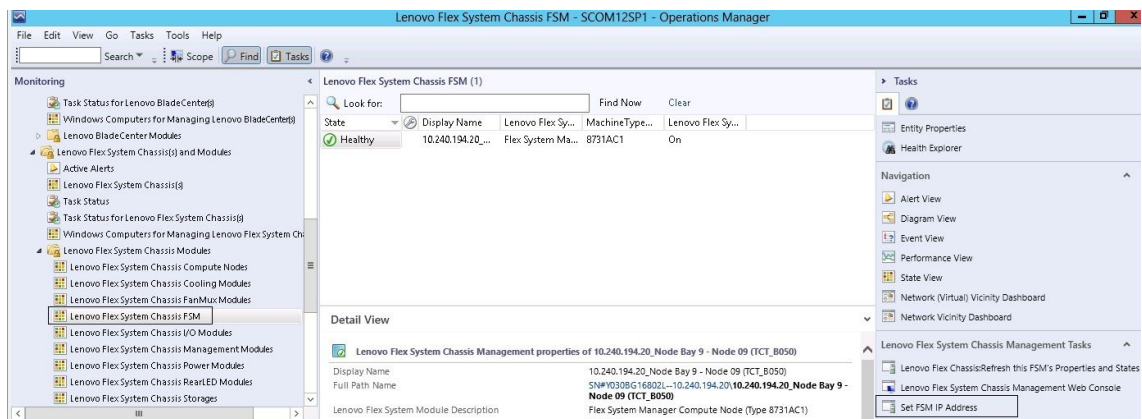 Lenovo Flex System Chassis FSM - SCOM12SP1 - Operations Manager
File Edit View Go Tasks Tools Help
Search Scope Find Tasks
Monitoring
Task Status for Lenovo BladeCenter(s)
Windows Computers for Managing Lenovo BladeCenter(s)
Lenovo BladeCenter Modules
Lenovo Flex System Chassis(s) and Modules
Active Alerts
Lenovo Flex System Chassis(s)
Task Status
Task Status for Lenovo Flex System Chassis(s)
Windows Computers for Managing Lenovo Flex System Ch
Lenovo Flex System Chassis Modules
Lenovo Flex System Chassis Compute Nodes
Lenovo Flex System Chassis Cooling Modules
Lenovo Flex System Chassis FanMux Modules
Lenovo Flex System Chassis FSM
Lenovo Flex System Chassis I/O Modules
Lenovo Flex System Chassis Management Modules
Lenovo Flex System Chassis Power Modules
Lenovo Flex System Chassis RearLED Modules
Lenovo Flex System Chassis Storages
Lenovo Flex System Chassis FSM (1)
Look for: Find Now Clear
State Display Name Lenovo Flex Sy... MachineType... Lenovo Flex Sy...
Healthy 10.240.194.20_... Flex System Ma... 8731AC1 On
Detail View
Lenovo Flex System Chassis Management properties of 10.240.194.20_Node Bay 9 - Node 09 (TCT_B050)
Display Name 10.240.194.20_Node Bay 9 - Node 09 (TCT_B050)
Full Path Name SN#Y030BG16802L--10.240.194.20\10.240.194.20_Node Bay 9 -
Node 09 (TCT_B050)
Lenovo Flex System Module Description Flex System Manager Compute Node (Type 8731AC1)
Tasks
Entity Properties
Health Explorer
Navigation
Alert View
Diagram View
Event View
Performance View
State View
Network (Virtual) Vicinity Dashboard
Network Vicinity Dashboard
Lenovo Flex System Chassis Management Tasks
Lenovo Flex Chassis:Refresh this FSM's Properties and States
Lenovo Flex System Chassis Management Web Console
Set FSM IP Address